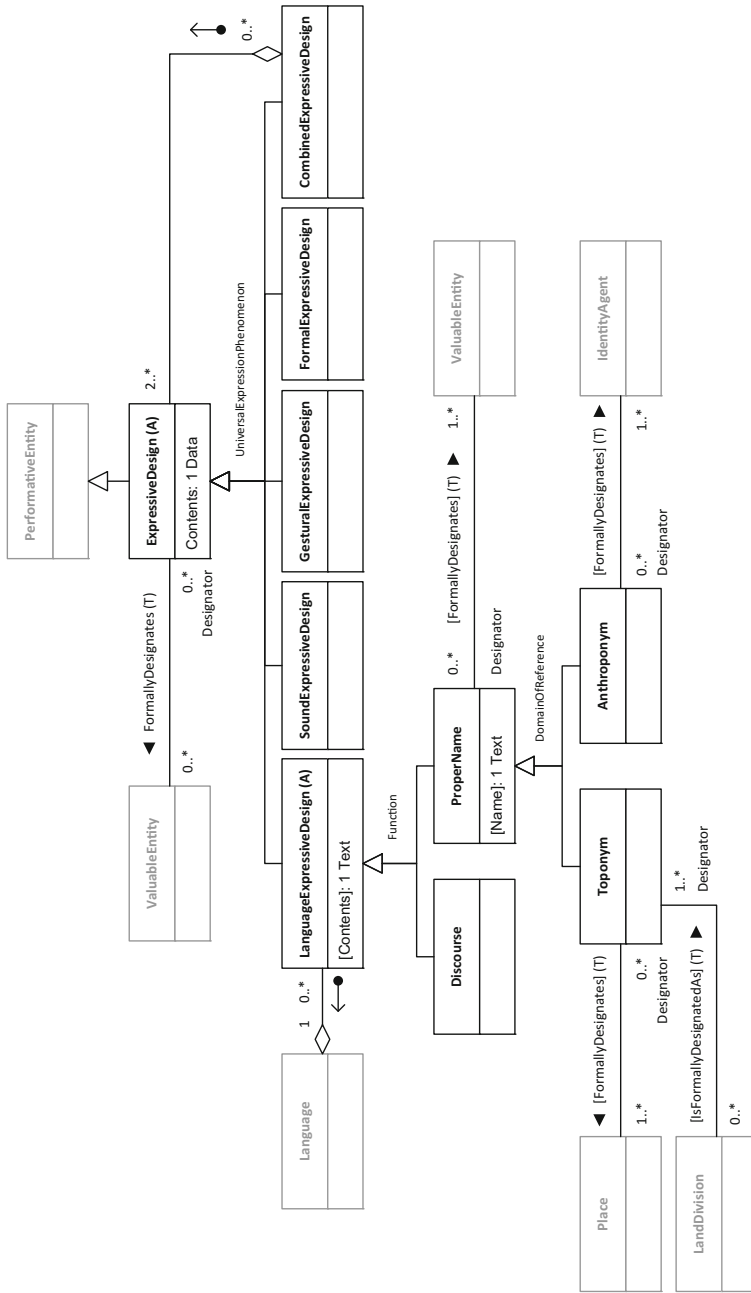 PerformativeEntity
ValuableEntity
0..*
◀ FormallyDesignates (T)
0..*
Designator
ExpressiveDesign (A)
Contents: 1 Data
2..*
0..*
UniversalExpressionPhenomenon
Language
1
0..*
LanguageExpressiveDesign (A)
[Contents]: 1 Text
SoundExpressiveDesign
GesturalExpressiveDesign
FormalExpressiveDesign
CombinedExpressiveDesign
Function
Discourse
ProperName
[Name]: 1 Text
0..*
Designator
[FormallyDesignates] (T) ▶
1..*
ValuableEntity
DomainOfReference
Place
1..*
◀ [FormallyDesignates] (T)
0..*
Designator
Toponym
Anthroponym
0..*
Designator
[FormallyDesignates] (T) ▶
1..*
IdentityAgent
1..*
Designator
[IsFormallyDesignatedAs] (T) ▶
0..*
LandDivision